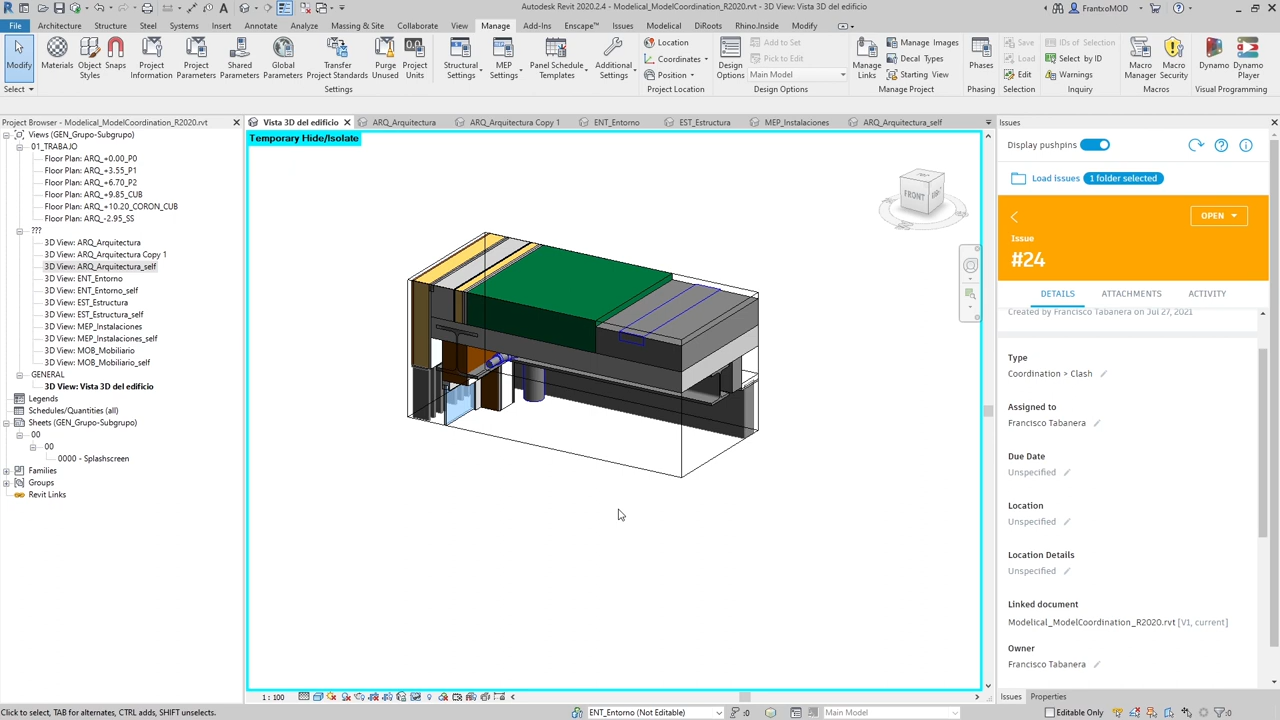 Autodesk Revit 2020.2.4 - Modelical_ModelCoordination_R2020.rvt - Vista 3D del edificio
FrantxoMOD
File
Architecture
Structure
Steel
Systems
Insert
Annotate
Analyze
Massing & Site
Collaborate
View
Manage
Add-Ins
Enscape™
Issues
Modelical
DiRoots
Rhino.Inside
Modify
Modify
Materials
Object
Styles
Snaps
Project
Information
Project
Parameters
Shared
Parameters
Global
Parameters
Transfer
Project Standards
Purge
Unused
Project
Units
Structural
Settings
MEP
Settings
Panel Schedule
Templates
Additional
Settings
Location
Coordinates
Position
Design
Options
Add to Set
Pick to Edit
Main Model
Manage
Links
Manage Images
Decal Types
Starting View
Phases
Save
Load
Edit
IDs of Selection
Select by ID
Warnings
Macro
Manager
Macro
Security
Dynamo
Dynamo
Player
Select
Settings
Project Location
Design Options
Manage Project
Phasing
Selection
Inquiry
Macros
Visual Programming
Project Browser - Modelical_ModelCoordination_R2020.rvt
Views (GEN_Grupo-Subgrupo)
01_TRABAJO
Floor Plan: ARQ_+0.00_P0
Floor Plan: ARQ_+3.55_P1
Floor Plan: ARQ_+6.70_P2
Floor Plan: ARQ_+9.85_CUB
Floor Plan: ARQ_+10.20_CORON_CUB
Floor Plan: ARQ_-2.95_SS
???
3D View: ARQ_Arquitectura
3D View: ARQ_Arquitectura Copy 1
3D View: ARQ_Arquitectura_self
3D View: ENT_Entorno
3D View: ENT_Entorno_self
3D View: EST_Estructura
3D View: EST_Estructura_self
3D View: MEP_Instalaciones
3D View: MEP_Instalaciones_self
3D View: MOB_Mobiliario
3D View: MOB_Mobiliario_self
GENERAL
3D View: Vista 3D del edificio
Legends
Schedules/Quantities (all)
Sheets (GEN_Grupo-Subgrupo)
00
00
0000 - Splashscreen
Families
Groups
Revit Links
Vista 3D del edificio
ARQ_Arquitectura
ARQ_Arquitectura Copy 1
ENT_Entorno
EST_Estructura
MEP_Instalaciones
ARQ_Arquitectura_self
Temporary Hide/Isolate
FRONT
1 : 100
Issues
Display pushpins
Load issues
1 folder selected
OPEN
Issue
#24
DETAILS
ATTACHMENTS
ACTIVITY
Created by Francisco Tabanera on Jul 27, 2021
Type
Coordination > Clash
Assigned to
Francisco Tabanera
Due Date
Unspecified
Location
Unspecified
Location Details
Unspecified
Linked document
Modelical_ModelCoordination_R2020.rvt [V1, current]
Owner
Francisco Tabanera
Issues
Properties
Click to select, TAB for alternates, CTRL adds, SHIFT unselects.
ENT_Entorno (Not Editable)
:0
Main Model
Editable Only
:0